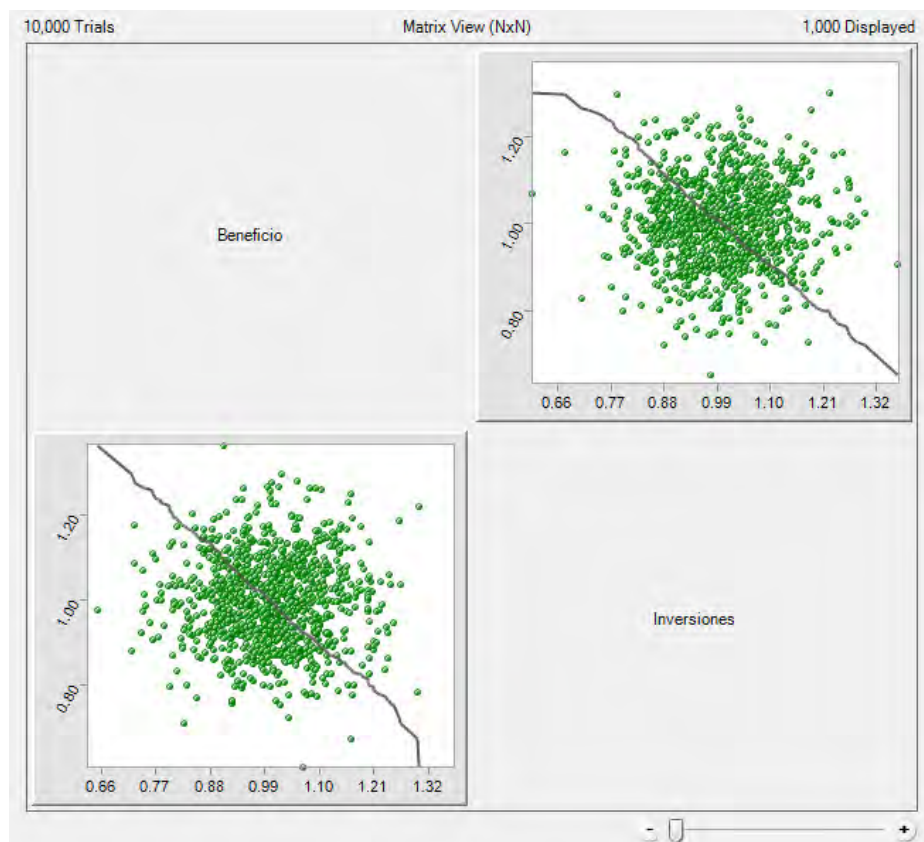 10,000 Trials Matrix View (NxN) 1,000 Displayed
Beneficio
1.20
1.00
0.80
0.66 0.77 0.88 0.99 1.10 1.21 1.32
1.20
1.00
0.80
0.66 0.77 0.88 0.99 1.10 1.21 1.32
Inversiones
- +